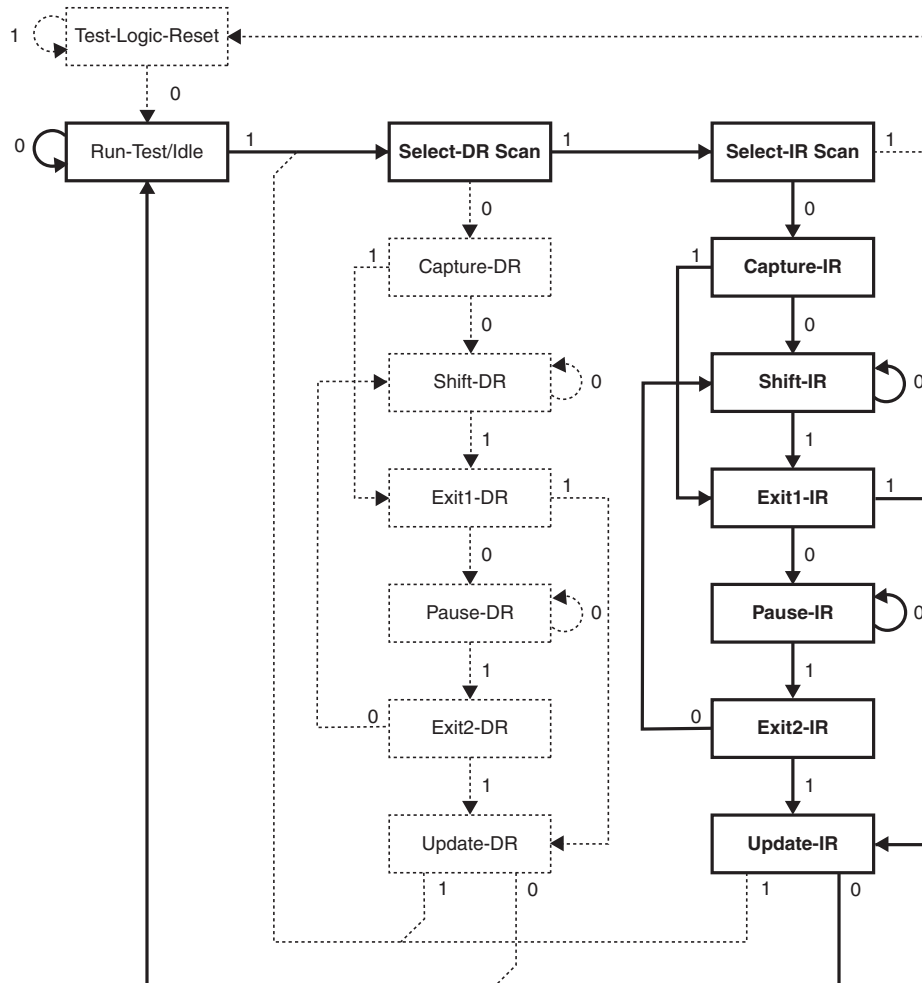 Test-Logic-Reset
1
0
0
Run-Test/Idle
1
Select-DR Scan
1
Select-IR Scan
1
0
0
1
Capture-DR
1
Capture-IR
0
0
Shift-DR
0
Shift-IR
0
1
1
Exit1-DR
1
Exit1-IR
1
0
0
Pause-DR
0
Pause-IR
0
1
1
0
Exit2-DR
0
Exit2-IR
1
1
Update-DR
Update-IR
1
0
1
0